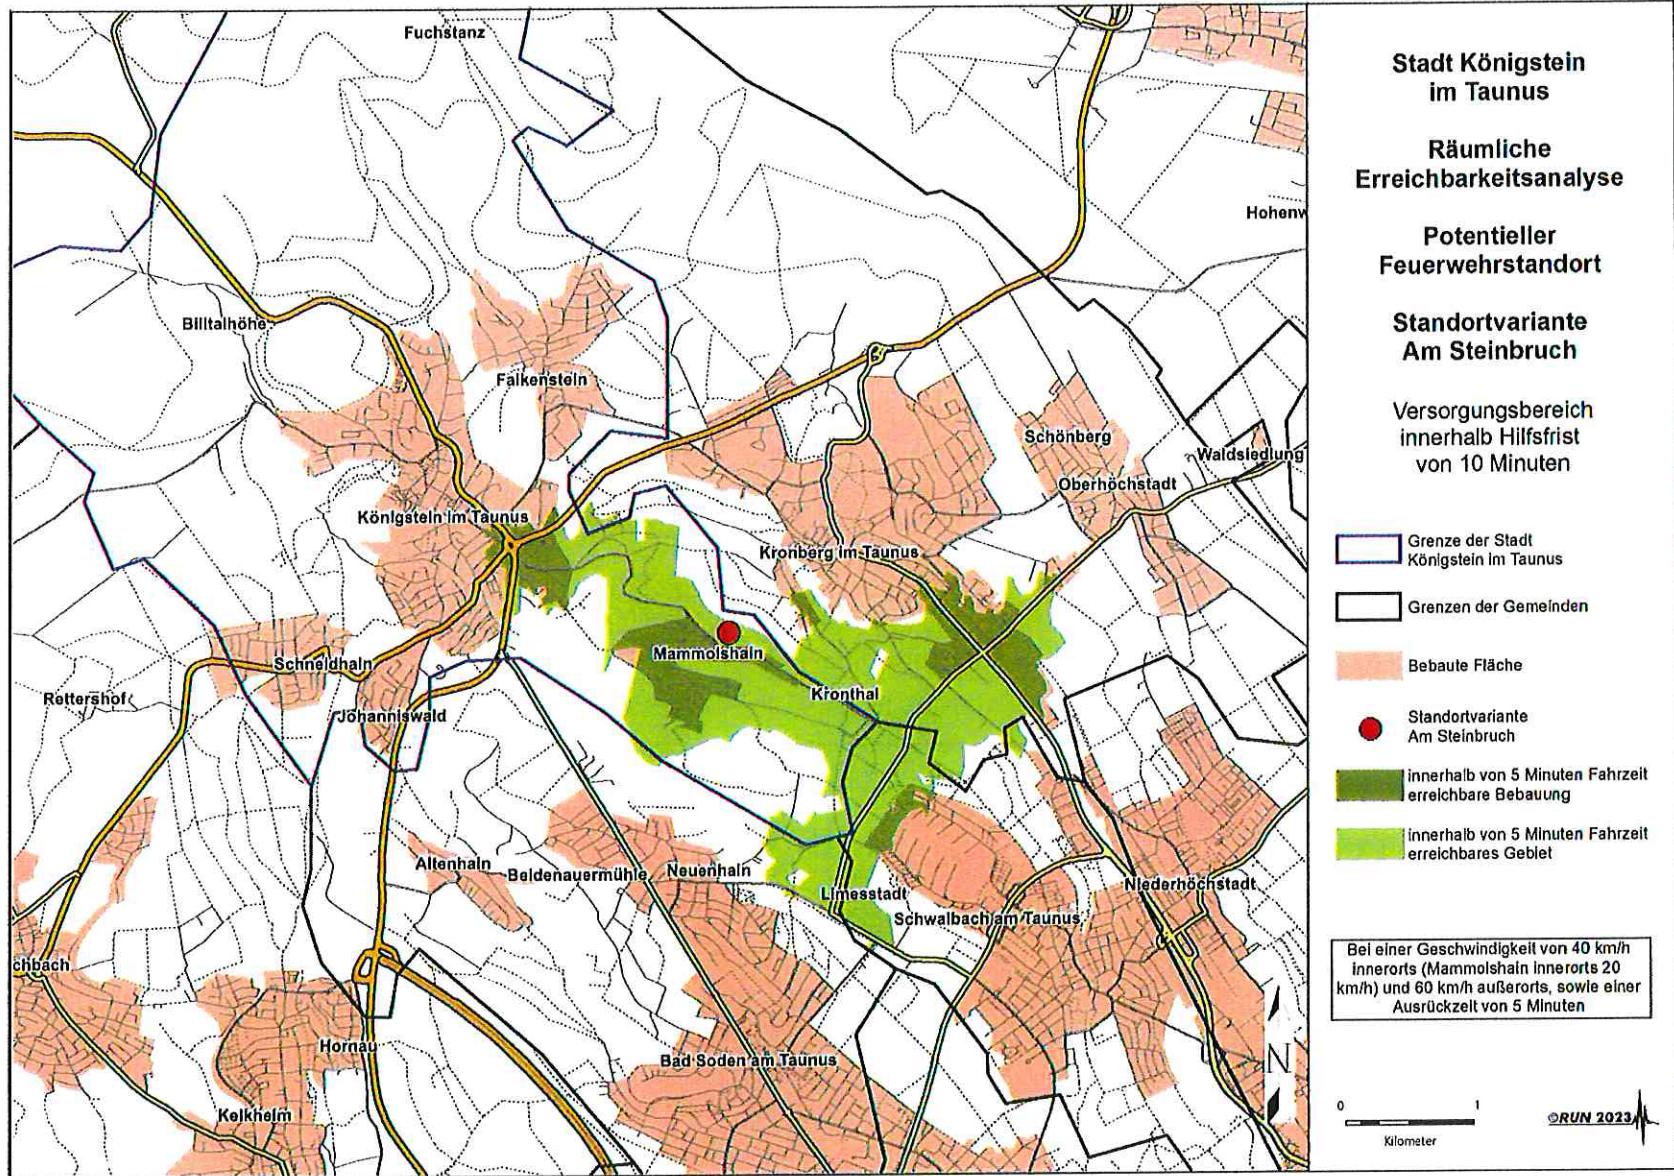 Fuchstanz
Hohenw
Billtalhöhe
Falkenstein
Schönberg
Waldsiedlung
Oberhöchstadt
Königstein im Taunus
Kronberg im Taunus
Mammolshain
Schneidhain
Kronthal
Rettershof
Johanniswald
Altenhain
Beldenauermühle
Neuenhain
Limesstadt
Niederhöchstadt
Schwalbach am Taunus
chbach
Hornau
Bad Soden am Taunus
Kelkheim
N
Stadt Königstein
im Taunus
Räumliche
Erreichbarkeitsanalyse
Potentieller
Feuerwehrstandort
Standortvariante
Am Steinbruch
Versorgungsbereich
innerhalb Hilfsfrist
von 10 Minuten
Grenze der Stadt
Königstein im Taunus
Grenzen der Gemeinden
Bebaute Fläche
Standortvariante
Am Steinbruch
innerhalb von 5 Minuten Fahrzeit
erreichbare Bebauung
innerhalb von 5 Minuten Fahrzeit
erreichbares Gebiet
Bei einer Geschwindigkeit von 40 km/h
innerorts (Mammolshain innerorts 20
km/h) und 60 km/h außerorts, sowie einer
Ausrückzeit von 5 Minuten
0 1
Kilometer
©RUN 2023